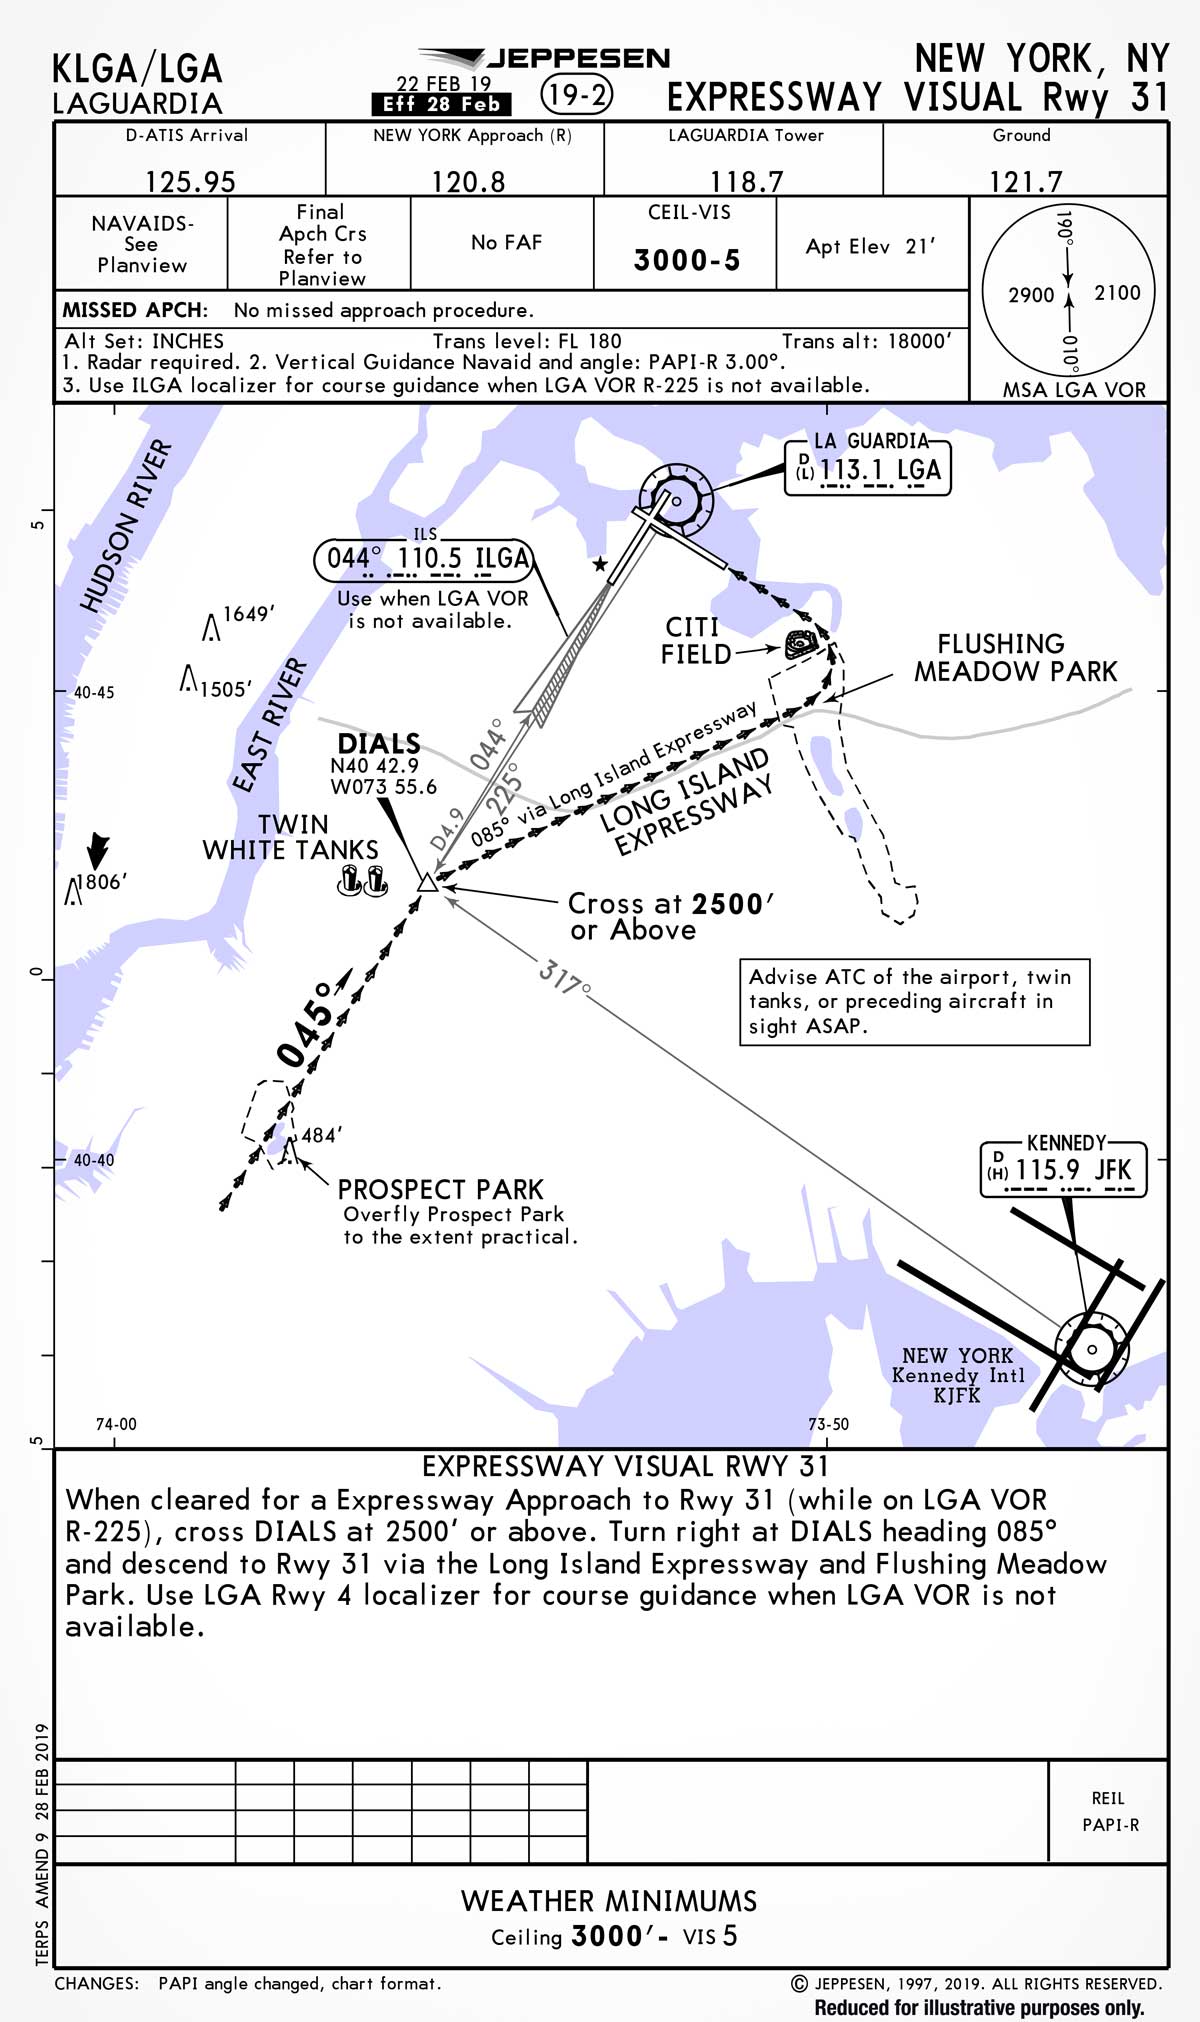 KLGA/LGA
LAGUARDIA
JEPPESEN
22 FEB 19
Eff 28 Feb
19-2
NEW YORK, NY
EXPRESSWAY VISUAL Rwy 31
D-ATIS Arrival
125.95
NEW YORK Approach (R)
120.8
LAGUARDIA Tower
118.7
Ground
121.7
NAVAIDS-
See
Planview
Final
Apch Crs
Refer to
Planview
No FAF
CEIL-VIS
3000-5
Apt Elev 21'
190°
2900
2100
010°
MSA LGA VOR
MISSED APCH: No missed approach procedure.
Alt Set: INCHES Trans level: FL 180 Trans alt: 18000'
1. Radar required. 2. Vertical Guidance Navaid and angle: PAPI-R 3.00°.
3. Use ILGA localizer for course guidance when LGA VOR R-225 is not available.
HUDSON RIVER
LA GUARDIA
D
(L) 113.1 LGA
5
ILS
044° 110.5 ILGA
Use when LGA VOR
is not available.
1649'
1505'
40-45
CITI
FIELD
FLUSHING
MEADOW PARK
EAST RIVER
DIALS
N40 42.9
W073 55.6
044°
225°
D4.9
085° via Long Island Expressway
LONG ISLAND
EXPRESSWAY
TWIN
WHITE TANKS
1806'
Cross at 2500'
or Above
317°
0
Advise ATC of the airport, twin
tanks, or preceding aircraft in
sight ASAP.
045°
484'
40-40
PROSPECT PARK
Overfly Prospect Park
to the extent practical.
KENNEDY
D
(H) 115.9 JFK
NEW YORK
Kennedy Intl
KJFK
74-00
73-50
5
EXPRESSWAY VISUAL RWY 31
When cleared for a Expressway Approach to Rwy 31 (while on LGA VOR
R-225), cross DIALS at 2500' or above. Turn right at DIALS heading 085°
and descend to Rwy 31 via the Long Island Expressway and Flushing Meadow
Park. Use LGA Rwy 4 localizer for course guidance when LGA VOR is not
available.
REIL
PAPI-R
WEATHER MINIMUMS
Ceiling 3000'- VIS 5
TERPS AMEND 9 28 FEB 2019
CHANGES: PAPI angle changed, chart format.
© JEPPESEN, 1997, 2019. ALL RIGHTS RESERVED.
Reduced for illustrative purposes only.